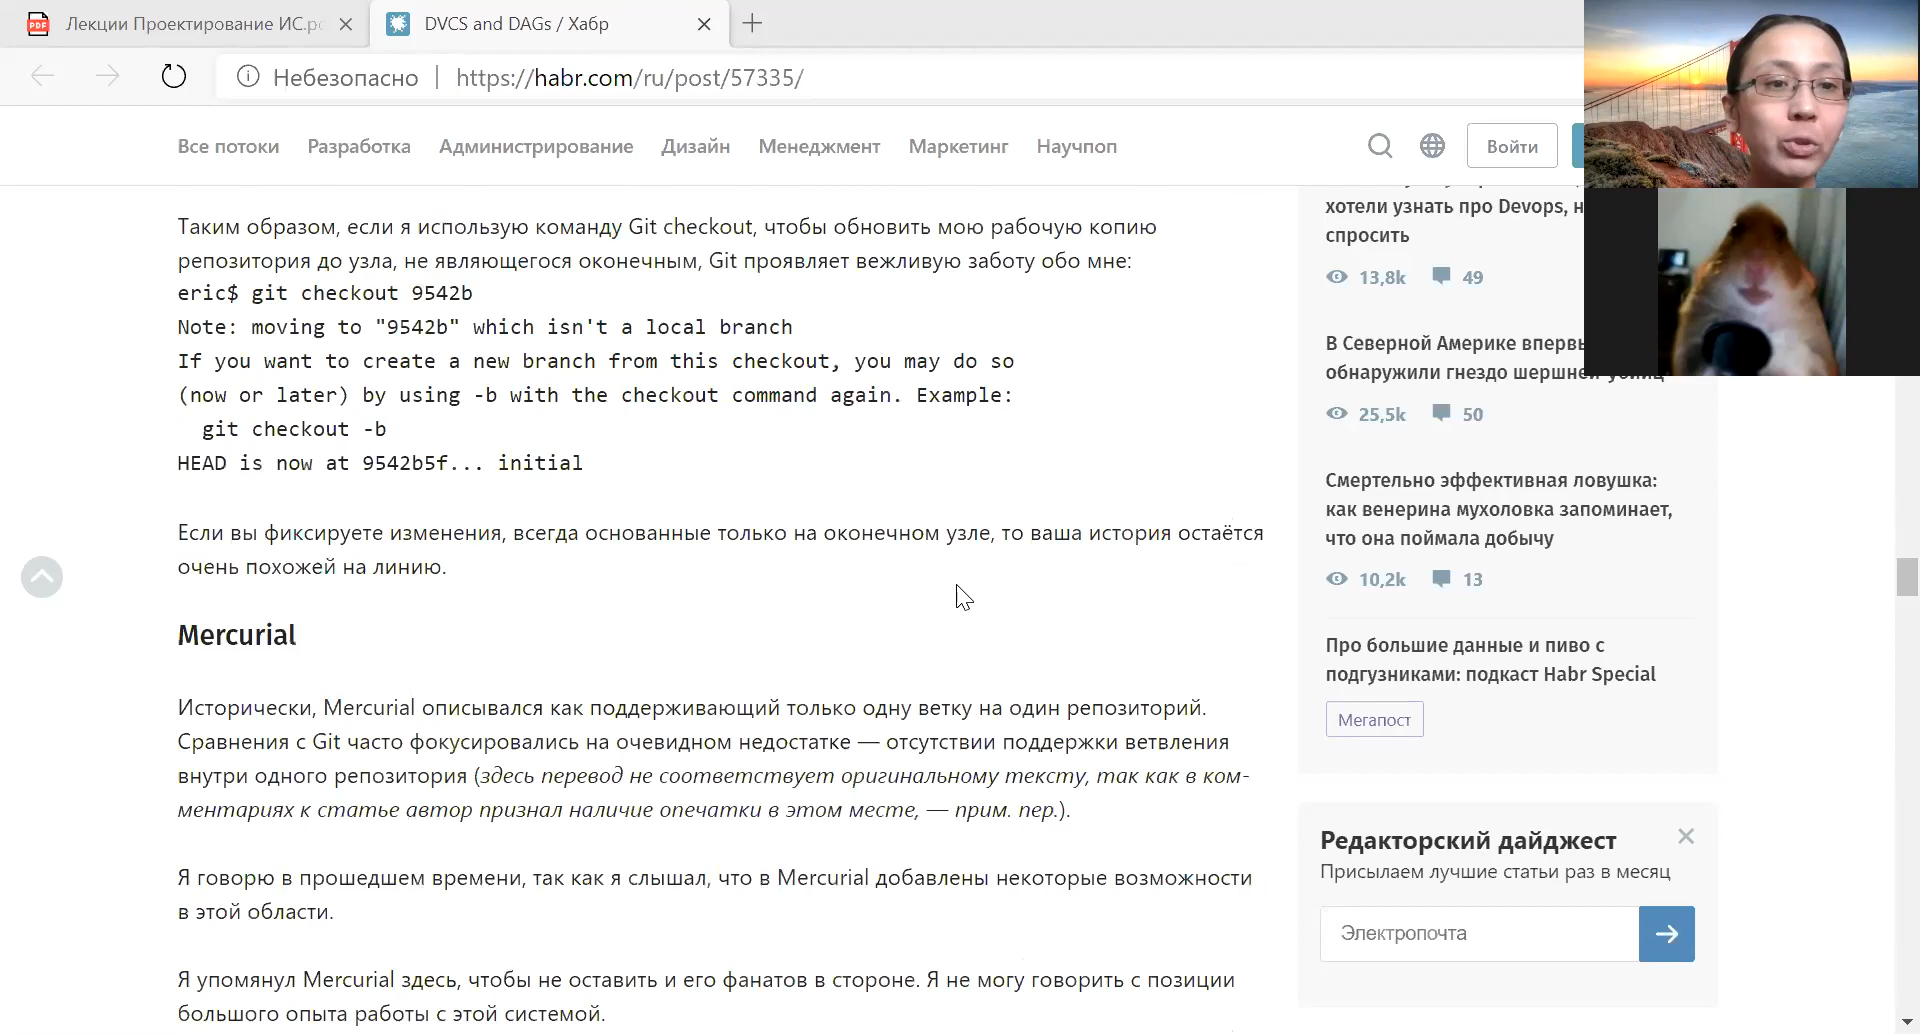 Лекции Проектирование ИС.pd
DVCS and DAGs / Хабр
Небезопасно | https://habr.com/ru/post/57335/
Все потоки Разработка Администрирование Дизайн Менеджмент Маркетинг Научпоп
Войти
Таким образом, если я использую команду Git checkout, чтобы обновить мою рабочую копию
репозитория до узла, не являющегося оконечным, Git проявляет вежливую заботу обо мне:
eric$ git checkout 9542b
Note: moving to "9542b" which isn't a local branch
If you want to create a new branch from this checkout, you may do so
(now or later) by using -b with the checkout command again. Example:
git checkout -b
HEAD is now at 9542b5f... initial
Если вы фиксируете изменения, всегда основанные только на оконечном узле, то ваша история остаётся
очень похожей на линию.
Mercurial
Исторически, Mercurial описывался как поддерживающий только одну ветку на один репозиторий.
Сравнения с Git часто фокусировались на очевидном недостатке — отсутствии поддержки ветвления
внутри одного репозитория (здесь перевод не соответствует оригинальному тексту, так как в ком-
ментариях к статье автор признал наличие опечатки в этом месте, — прим. пер.).
Я говорю в прошедшем времени, так как я слышал, что в Mercurial добавлены некоторые возможности
в этой области.
Я упомянул Mercurial здесь, чтобы не оставить и его фанатов в стороне. Я не могу говорить с позиции
большого опыта работы с этой системой.
хотели узнать про Devops, н
спросить
13,8k 49
В Северной Америке впервы
обнаружили гнездо шершней-убийц
25,5k 50
Смертельно эффективная ловушка:
как венерина мухоловка запоминает,
что она поймала добычу
10,2k 13
Про большие данные и пиво с
подгузниками: подкаст Habr Special
Мегапост
Редакторский дайджест
Присылаем лучшие статьи раз в месяц
Электропочта